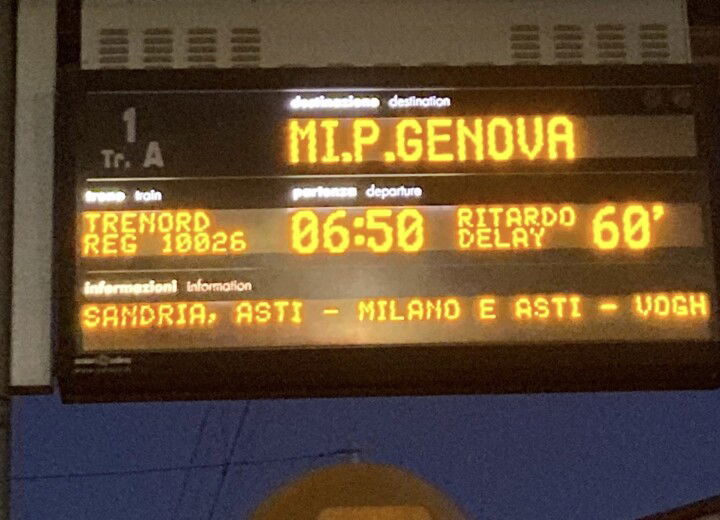 destinazione destination
1
Tr. A
MI.P.GENOVA
treno train
partenza departure
TRENORD
REG 10026
06:50
RITARDO
DELAY
60'
informazioni information
SANDRIA, ASTI - MILANO E ASTI - VOGH